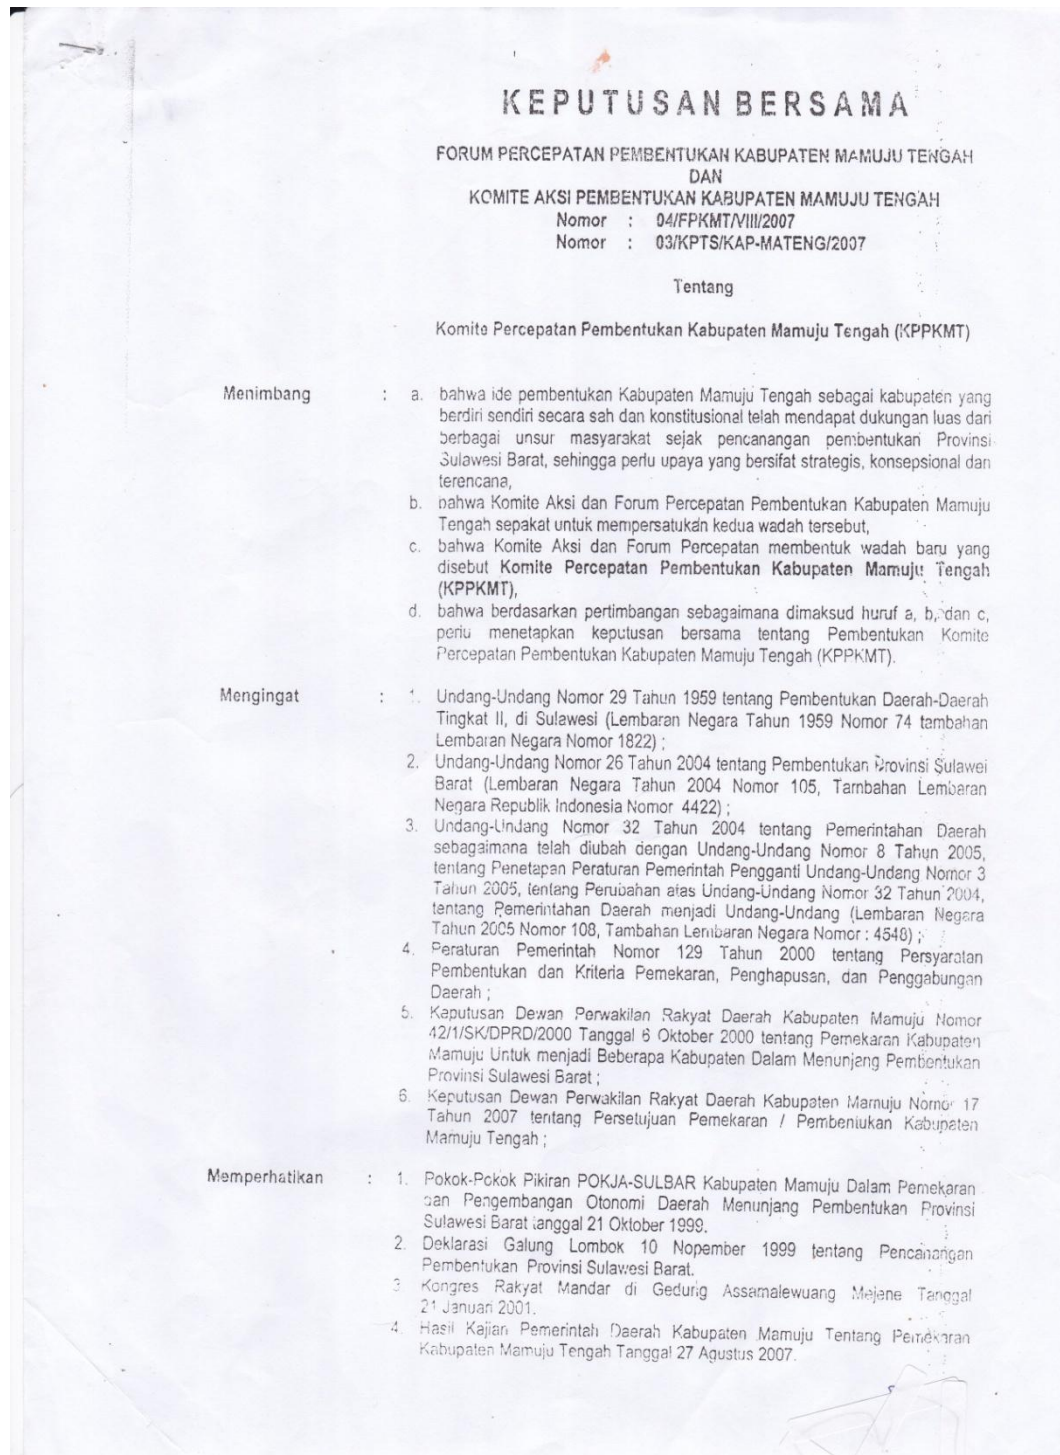 KEPUTUSAN BERSAMA
FORUM PERCEPATAN PEMBENTUKAN KABUPATEN MAMUJU TENGAH
DAN
KOMITE AKSI PEMBENTUKAN KABUPATEN MAMUJU TENGAH
Nomor : 04/FPKMT/VIII/2007
Nomor : 03/KPTS/KAP-MATENG/2007
Tentang
Komite Percepatan Pembentukan Kabupaten Mamuju Tengah (KPPKMT)
Menimbang : a. bahwa ide pembentukan Kabupaten Mamuju Tengah sebagai kabupaten yang
berdiri sendiri secara sah dan konstitusional telah mendapat dukungan luas dari
berbagai unsur masyarakat sejak pencanangan pembentukan Provinsi
Sulawesi Barat, sehingga perlu upaya yang bersifat strategis, konsepsional dan
terencana,
b. bahwa Komite Aksi dan Forum Percepatan Pembentukan Kabupaten Mamuju
Tengah sepakat untuk mempersatukan kedua wadah tersebut,
c. bahwa Komite Aksi dan Forum Percepatan membentuk wadah baru yang
disebut Komite Percepatan Pembentukan Kabupaten Mamuju Tengah
(KPPKMT),
d. bahwa berdasarkan pertimbangan sebagaimana dimaksud huruf a, b, dan c,
perlu menetapkan keputusan bersama tentang Pembentukan Komite
Percepatan Pembentukan Kabupaten Mamuju Tengah (KPPKMT).
Mengingat : 1. Undang-Undang Nomor 29 Tahun 1959 tentang Pembentukan Daerah-Daerah
Tingkat II, di Sulawesi (Lembaran Negara Tahun 1959 Nomor 74 tambahan
Lembaran Negara Nomor 1822) ;
2. Undang-Undang Nomor 26 Tahun 2004 tentang Pembentukan Provinsi Sulawei
Barat (Lembaran Negara Tahun 2004 Nomor 105, Tambahan Lembaran
Negara Republik Indonesia Nomor 4422) ;
3. Undang-Undang Nomor 32 Tahun 2004 tentang Pemerintahan Daerah
sebagaimana telah diubah dengan Undang-Undang Nomor 8 Tahun 2005,
tentang Penetapan Peraturan Pemerintah Pengganti Undang-Undang Nomor 3
Tahun 2005, tentang Perubahan atas Undang-Undang Nomor 32 Tahun 2004,
tentang Pemerintahan Daerah menjadi Undang-Undang (Lembaran Negara
Tahun 2005 Nomor 108, Tambahan Lembaran Negara Nomor : 4548) ;
4. Peraturan Pemerintah Nomor 129 Tahun 2000 tentang Persyaratan
Pembentukan dan Kriteria Pemekaran, Penghapusan, dan Penggabungan
Daerah ;
5. Keputusan Dewan Perwakilan Rakyat Daerah Kabupaten Mamuju Nomor
42/1/SK/DPRD/2000 Tanggal 6 Oktober 2000 tentang Pemekaran Kabupaten
Mamuju Untuk menjadi Beberapa Kabupaten Dalam Menunjang Pembentukan
Provinsi Sulawesi Barat ;
6. Keputusan Dewan Perwakilan Rakyat Daerah Kabupaten Mamuju Nomor 17
Tahun 2007 tentang Persetujuan Pemekaran / Pembentukan Kabupaten
Mamuju Tengah ;
Memperhatikan : 1. Pokok-Pokok Pikiran POKJA-SULBAR Kabupaten Mamuju Dalam Pemekaran
dan Pengembangan Otonomi Daerah Menunjang Pembentukan Provinsi
Sulawesi Barat tanggal 21 Oktober 1999.
2. Deklarasi Galung Lombok 10 Nopember 1999 tentang Pencanangan
Pembentukan Provinsi Sulawesi Barat.
3. Kongres Rakyat Mandar di Gedung Assamalewuang Mejene Tanggal
21 Januari 2001.
4. Hasil Kajian Pemerintah Daerah Kabupaten Mamuju Tentang Pemekaran
Kabupaten Mamuju Tengah Tanggal 27 Agustus 2007.